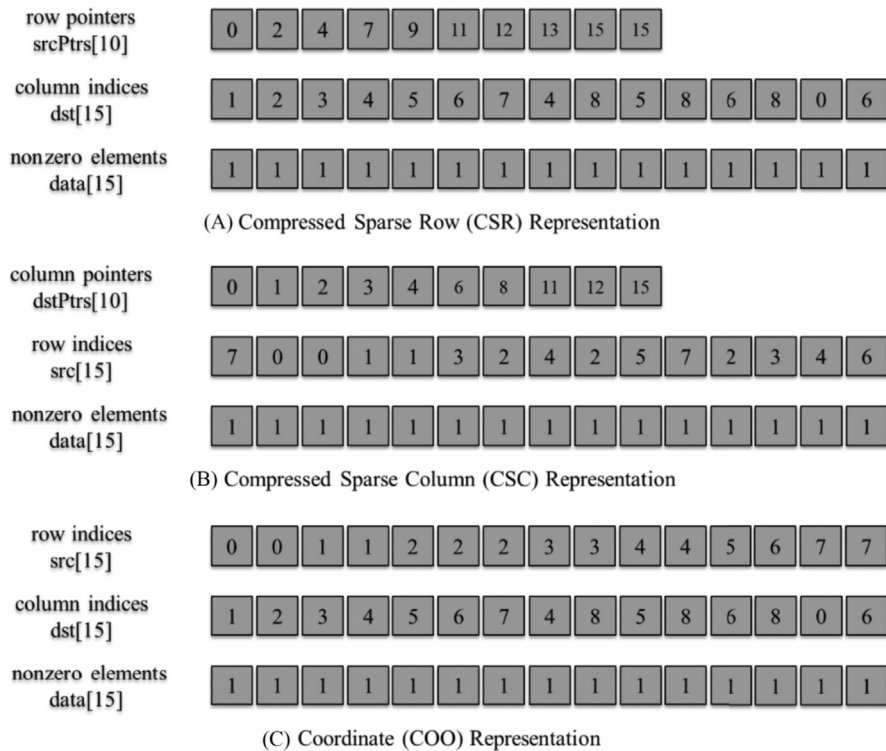 row pointers
srcPtrs[10]
0 2 4 7 9 11 12 13 15 15
column indices
dst[15]
1 2 3 4 5 6 7 4 8 5 8 6 8 0 6
nonzero elements
data[15]
1 1 1 1 1 1 1 1 1 1 1 1 1 1 1
(A) Compressed Sparse Row (CSR) Representation
column pointers
dstPtrs[10]
0 1 2 3 4 6 8 11 12 15
row indices
src[15]
7 0 0 1 1 3 2 4 2 5 7 2 3 4 6
nonzero elements
data[15]
1 1 1 1 1 1 1 1 1 1 1 1 1 1 1
(B) Compressed Sparse Column (CSC) Representation
row indices
src[15]
0 0 1 1 2 2 2 3 3 4 4 5 6 7 7
column indices
dst[15]
1 2 3 4 5 6 7 4 8 5 8 6 8 0 6
nonzero elements
data[15]
1 1 1 1 1 1 1 1 1 1 1 1 1 1 1
(C) Coordinate (COO) Representation